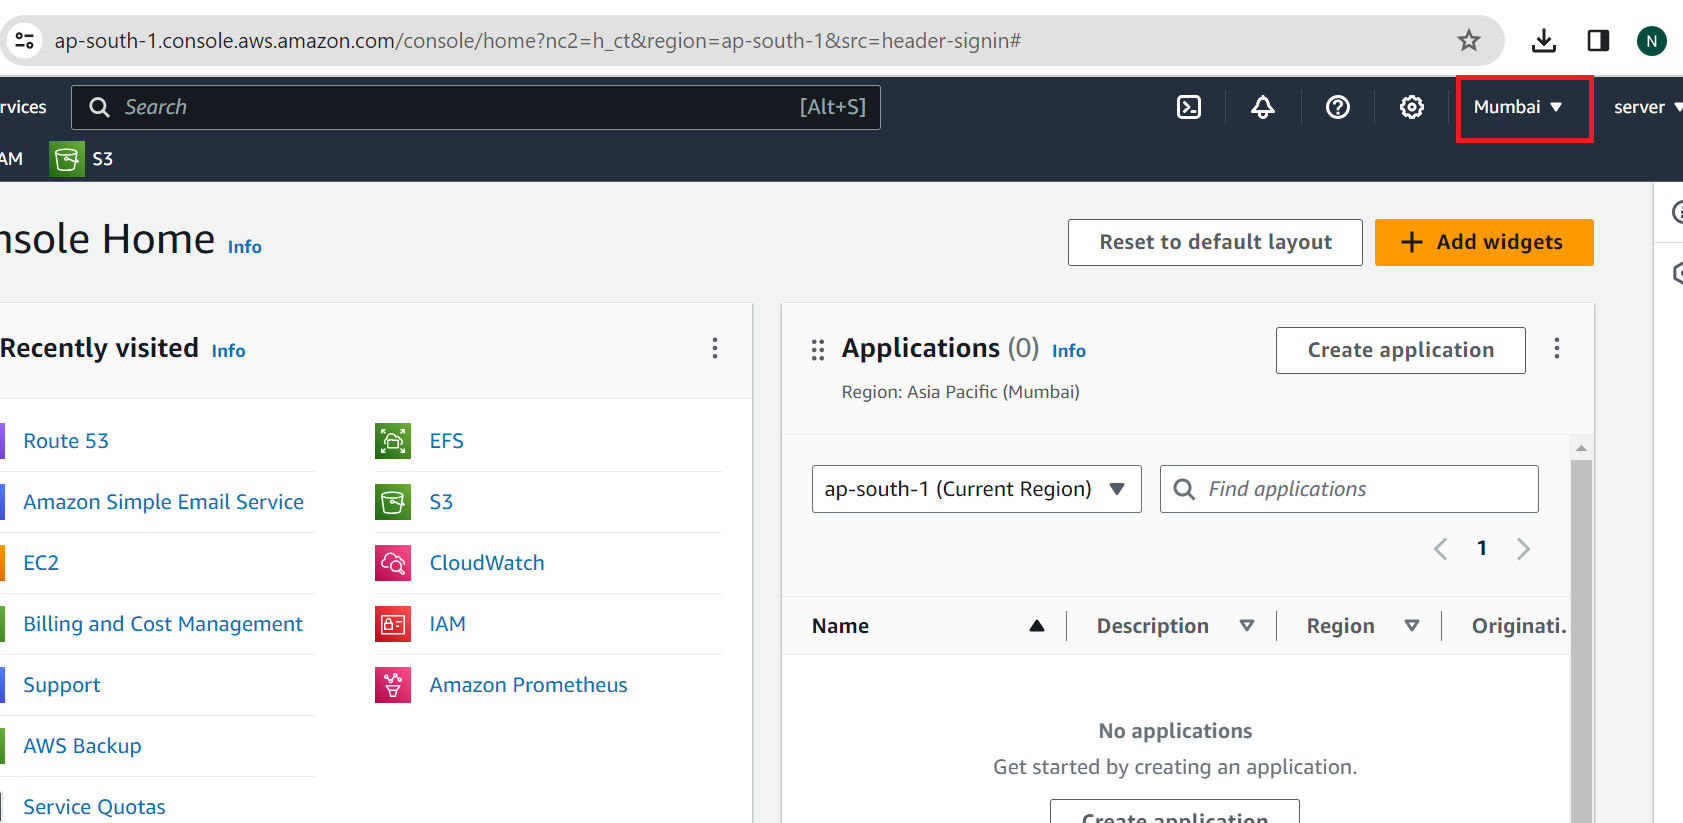 ap-south-1.console.aws.amazon.com/console/home?nc2=h_ct&region=ap-south-1&src=header-signin#
N
rvices
Search
[Alt+S]
Mumbai
server
AM
S3
nsole Home Info
Reset to default layout
+ Add widgets
Recently visited Info
Applications (0) Info
Create application
Region: Asia Pacific (Mumbai)
Route 53
EFS
ap-south-1 (Current Region)
Find applications
Amazon Simple Email Service
S3
1
EC2
CloudWatch
Billing and Cost Management
IAM
Name
Description
Region
Originati.
Support
Amazon Prometheus
No applications
AWS Backup
Get started by creating an application.
Service Quotas
Create application